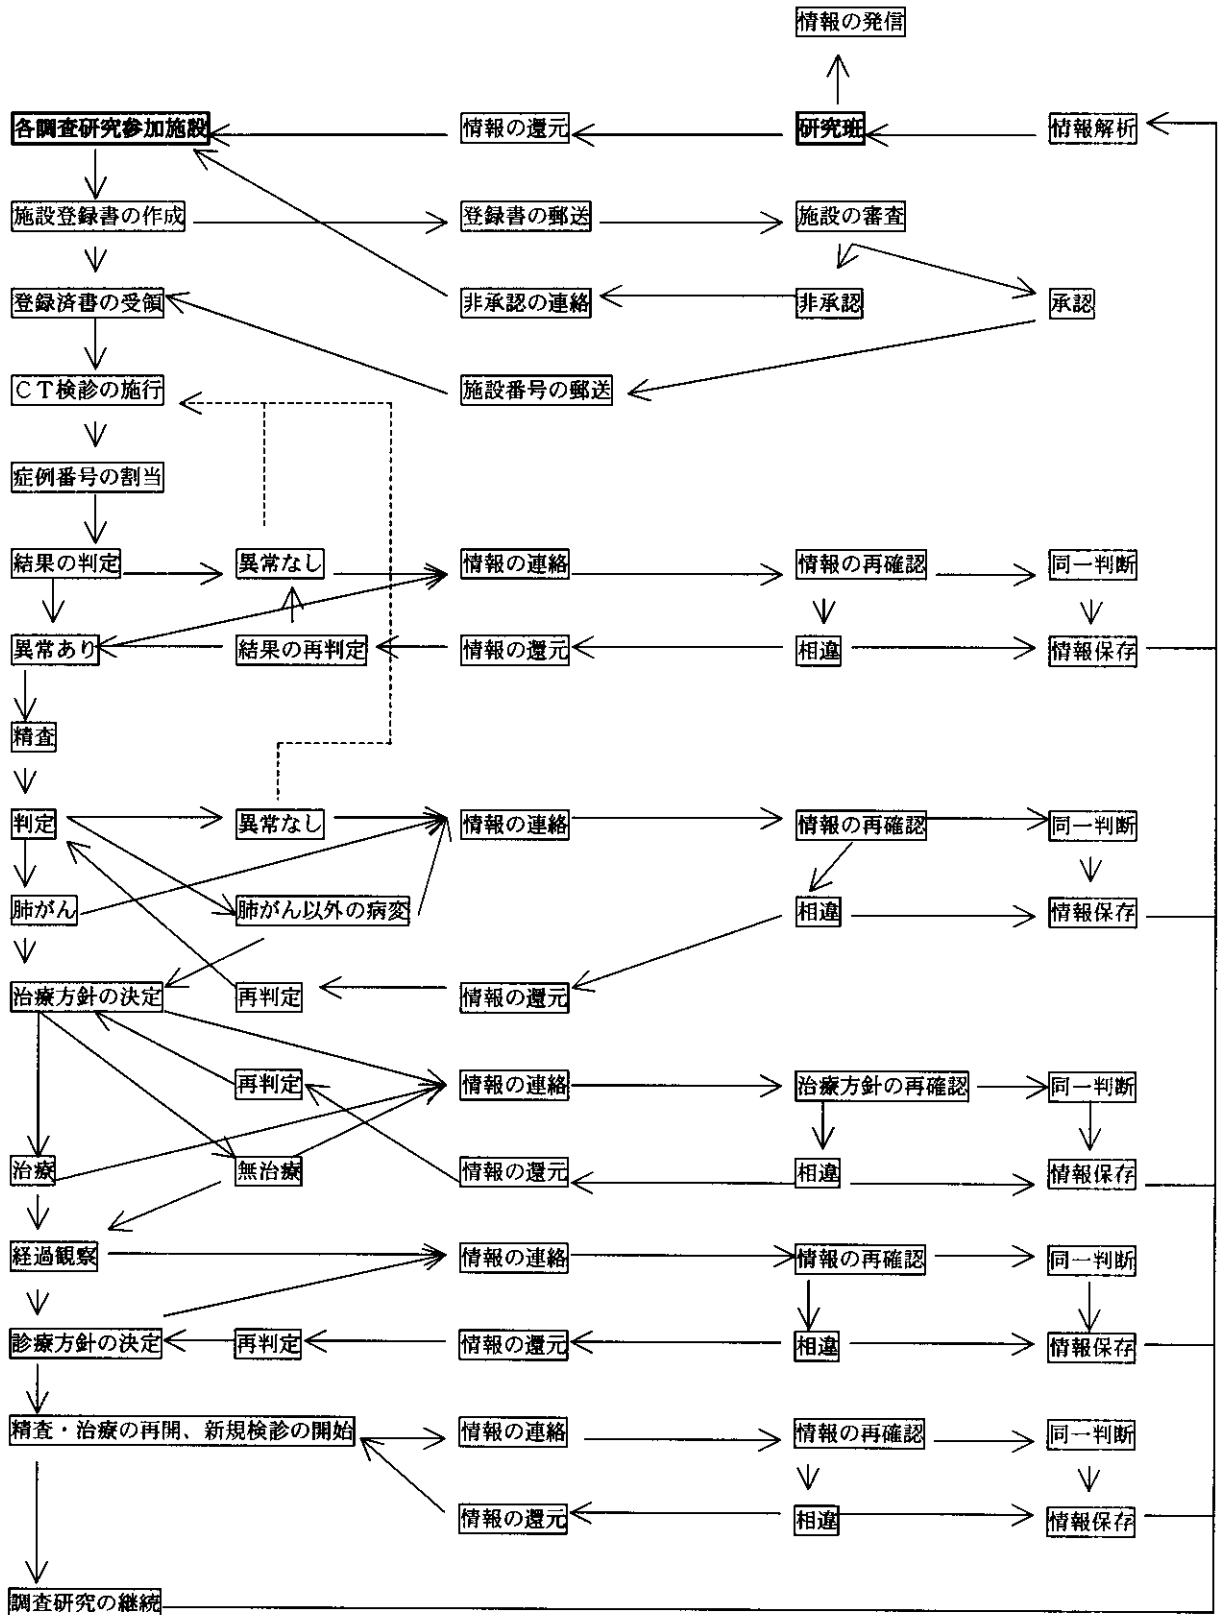 情報の発信
各調査研究参加施設
情報の還元
研究班
情報解析
施設登録書の作成
登録書の郵送
施設の審査
登録済書の受領
非承認の連絡
非承認
承認
CT検診の施行
施設番号の郵送
症例番号の割当
結果の判定
異常なし
情報の連絡
情報の再確認
同一判断
異常あり
結果の再判定
情報の還元
相違
情報保存
精査
判定
異常なし
情報の連絡
情報の再確認
同一判断
肺がん
肺がん以外の病変
相違
情報保存
治療方針の決定
再判定
情報の還元
再判定
情報の連絡
治療方針の再確認
同一判断
治療
無治療
情報の還元
相違
情報保存
経過観察
情報の連絡
情報の再確認
同一判断
診療方針の決定
再判定
情報の還元
相違
情報保存
精査・治療の再開、新規検診の開始
情報の連絡
情報の再確認
同一判断
情報の還元
相違
情報保存
調査研究の継続